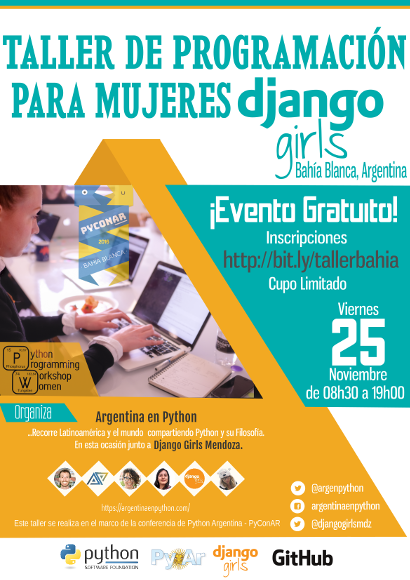 TALLER DE PROGRAMACIÓN
PARA MUJERES django
girls
Bahía Blanca, Argentina
PYCONAR
2016
BAHÍA BLANCA
¡Evento Gratuito!
Inscripciones
http://bit.ly/tallerbahia
Cupo Limitado
Viernes
25
Noviembre
de 08h30 a 19h00
Python
Programming
Workshop
Women
Organiza
Argentina en Python
...Recorre Latinoamérica y el mundo compartiendo Python y su Filosofía.
En esta ocasión junto a Django Girls Mendoza.
https://argentinaenpython.com/
@argenpython
argentinaenpython
@djangogirlsmdz
Este taller se realiza en el marco de la conferencia de Python Argentina - PyConAR
python
SOFTWARE FOUNDATION
PyAr
django
girls
GitHub